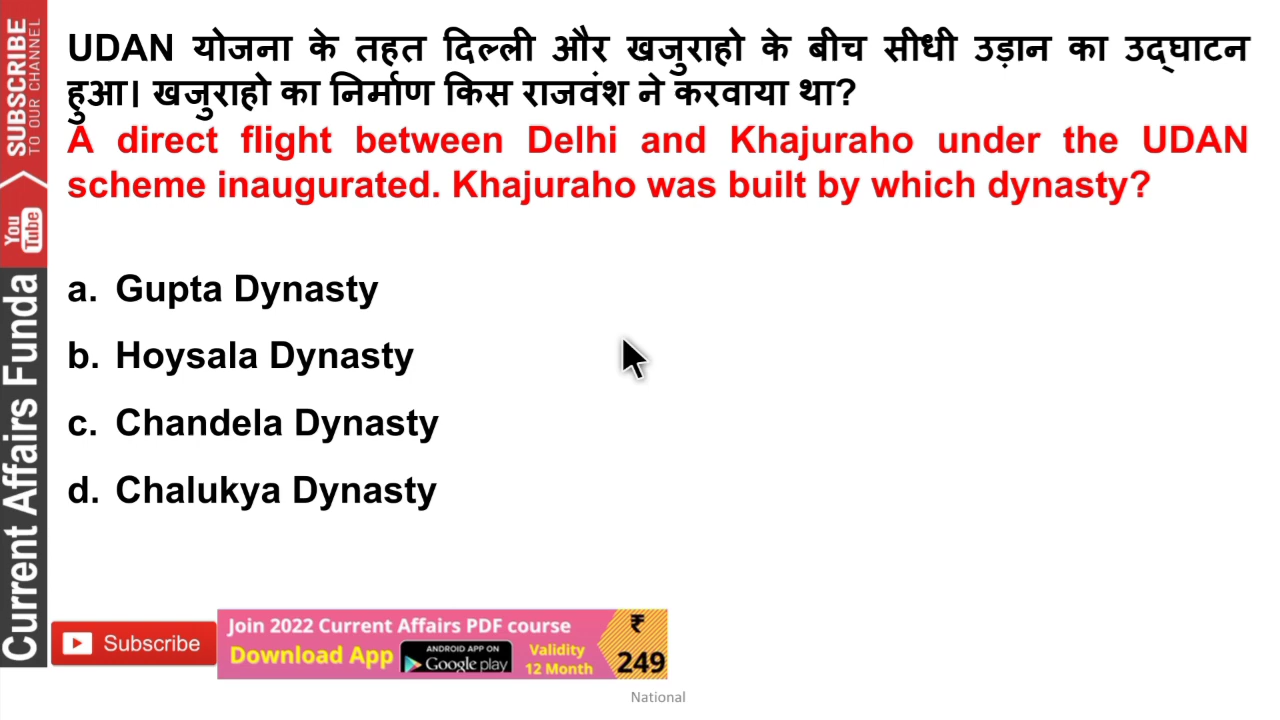 UDAN योजना के तहत दिल्ली और खजुराहो के बीच सीधी उड़ान का उद्घाटन
हुआ। खजुराहो का निर्माण किस राजवंश ने करवाया था?
A direct flight between Delhi and Khajuraho under the UDAN
scheme inaugurated. Khajuraho was built by which dynasty?
a. Gupta Dynasty
b. Hoysala Dynasty
c. Chandela Dynasty
d. Chalukya Dynasty
SUBSCRIBE
TO OUR CHANNEL
You
Tube
Current Affairs Funda
Subscribe
Join 2022 Current Affairs PDF course
Download App
ANDROID APP ON
Google play
Validity
12 Month
₹
249
National